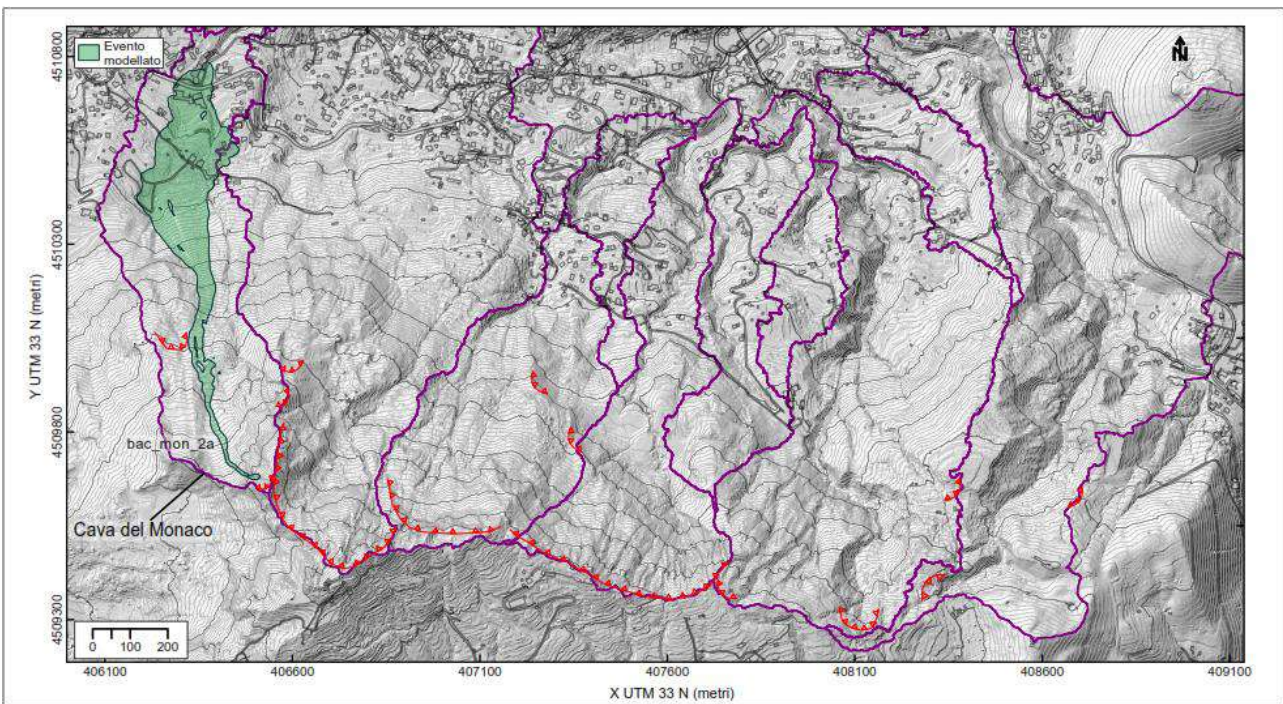 Evento
modellato
N
4510800
4510300
4509800
4509300
Y UTM 33 N (metri)
bac_mon_2a
Cava del Monaco
0 100 200
406100 406600 407100 407600 408100 408600 409100
X UTM 33 N (metri)